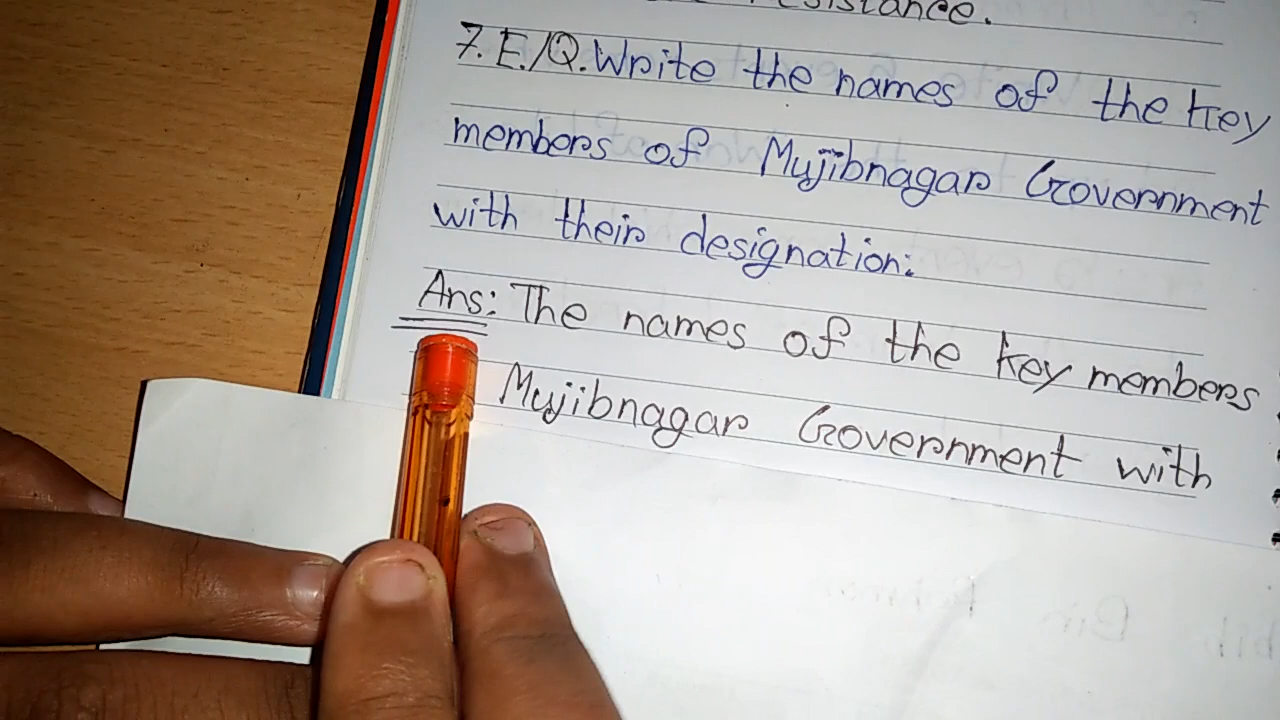 resistance.
7. E./Q. Write the names of the key
members of Mujibnagar Government
with their designation:
Ans: The names of the key members
Mujibnagar Government with